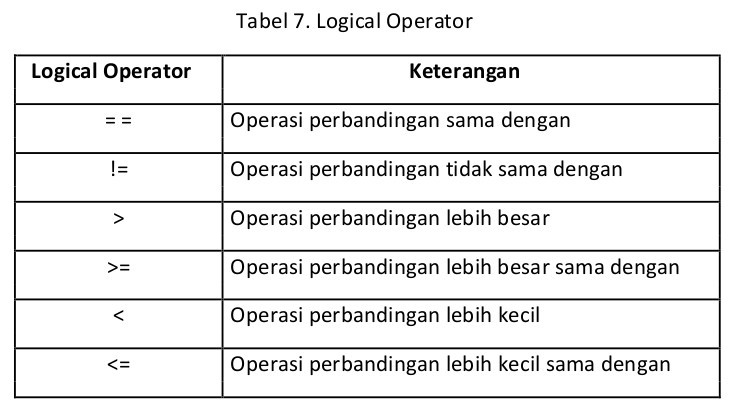 Tabel 7. Logical Operator
Logical Operator Keterangan
= = Operasi perbandingan sama dengan
!= Operasi perbandingan tidak sama dengan
> Operasi perbandingan lebih besar
>= Operasi perbandingan lebih besar sama dengan
< Operasi perbandingan lebih kecil
<= Operasi perbandingan lebih kecil sama dengan